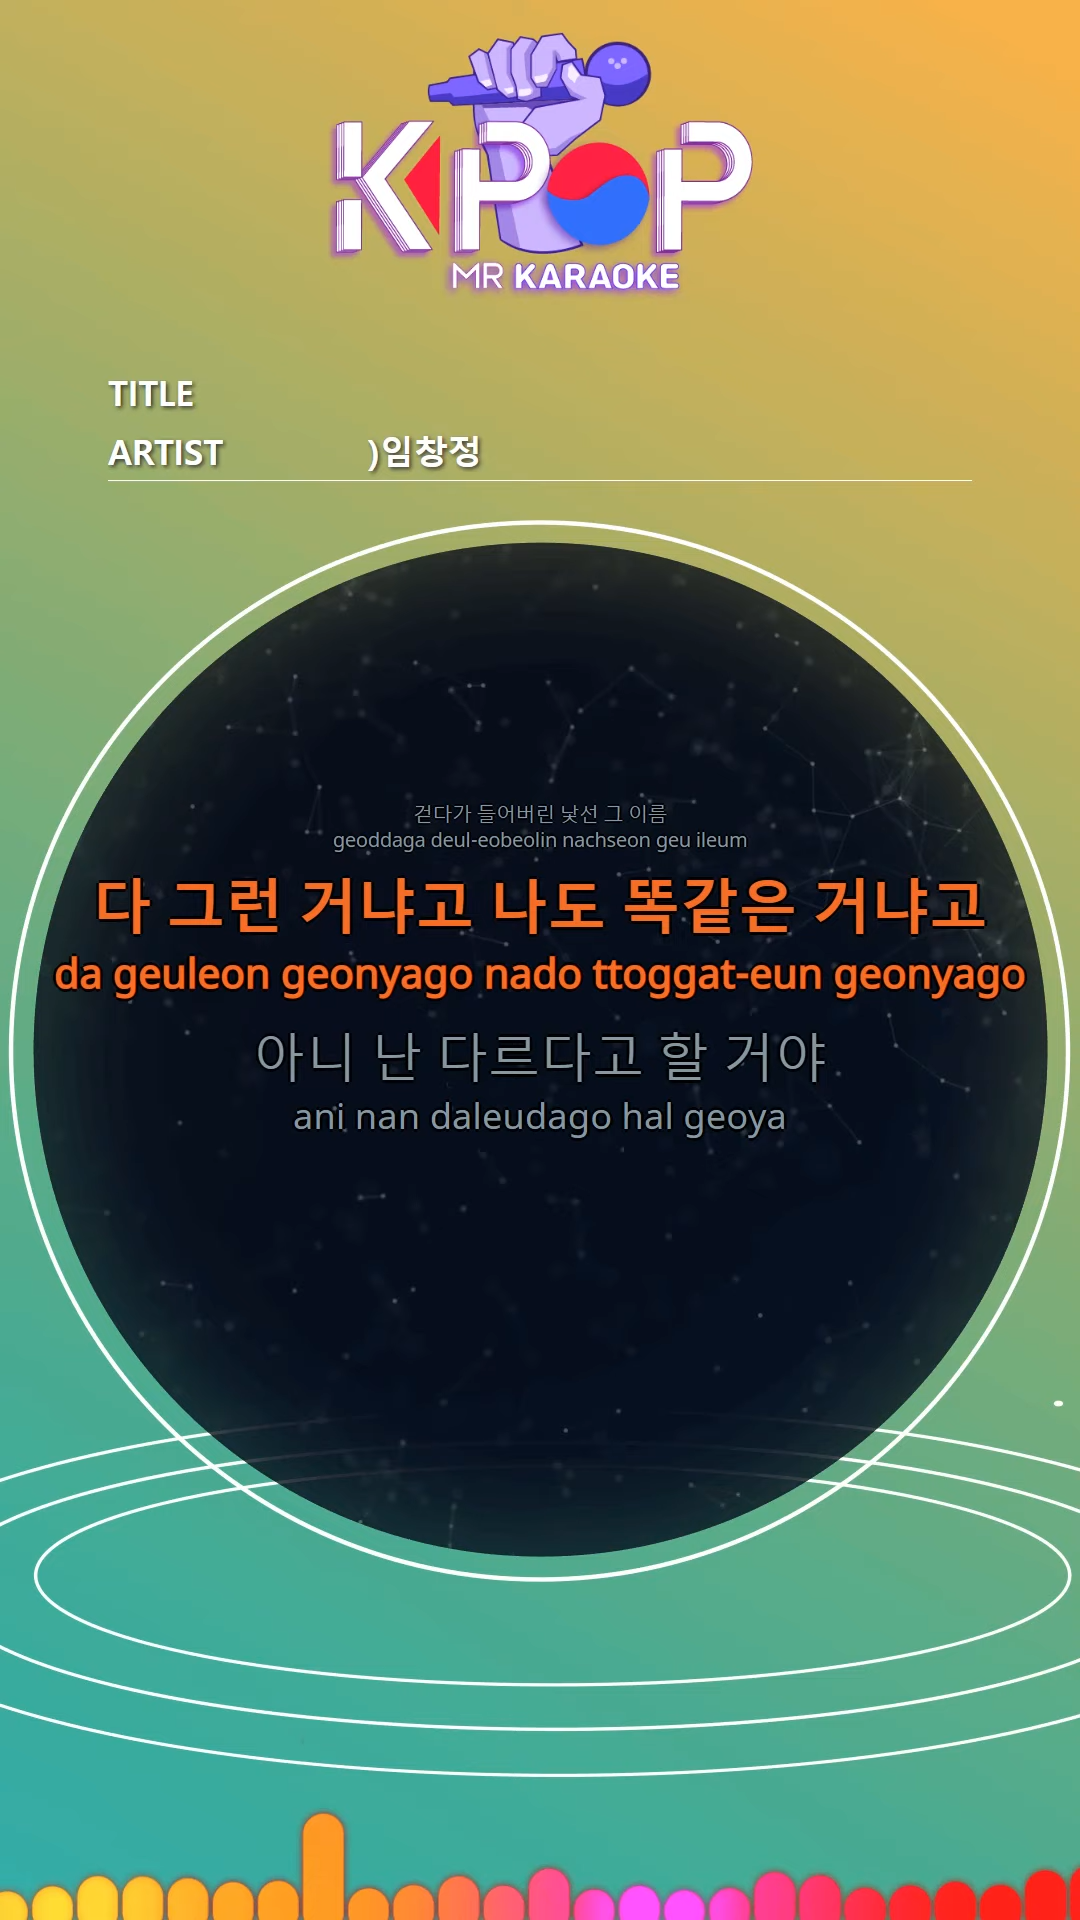 KPOP
MR KARAOKE
TITLE
ARTIST )임창정
걷다가 들어버린 낯선 그 이름
geoddaga deul-eobeolin nachseon geu ileum
다 그런 거냐고 나도 똑같은 거냐고
da geuleon geonyago nado ttoggat-eun geonyago
아니 난 다르다고 할 거야
ani nan daleudago hal geoya